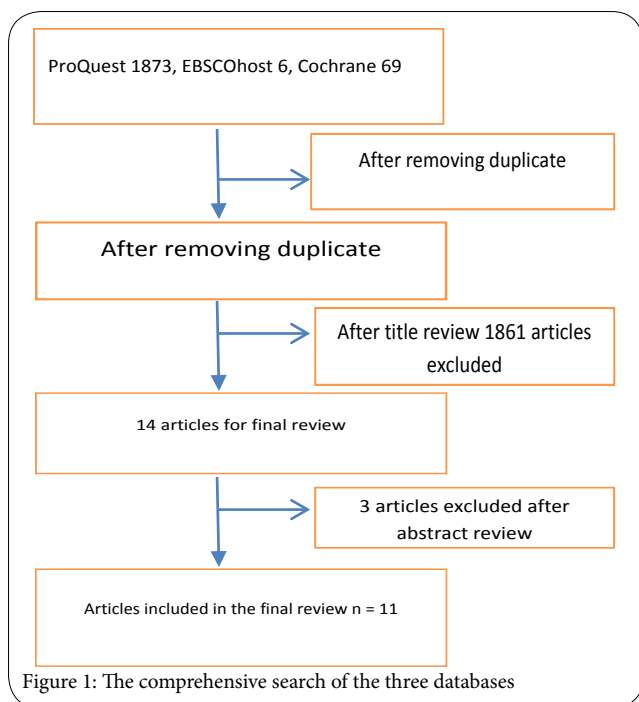 ProQuest 1873, EBSCOhost 6, Cochrane 69
After removing duplicate
After removing duplicate
After title review 1861 articles
excluded
14 articles for final review
3 articles excluded after
abstract review
Articles included in the final review n = 11
Figure 1: The comprehensive search of the three databases